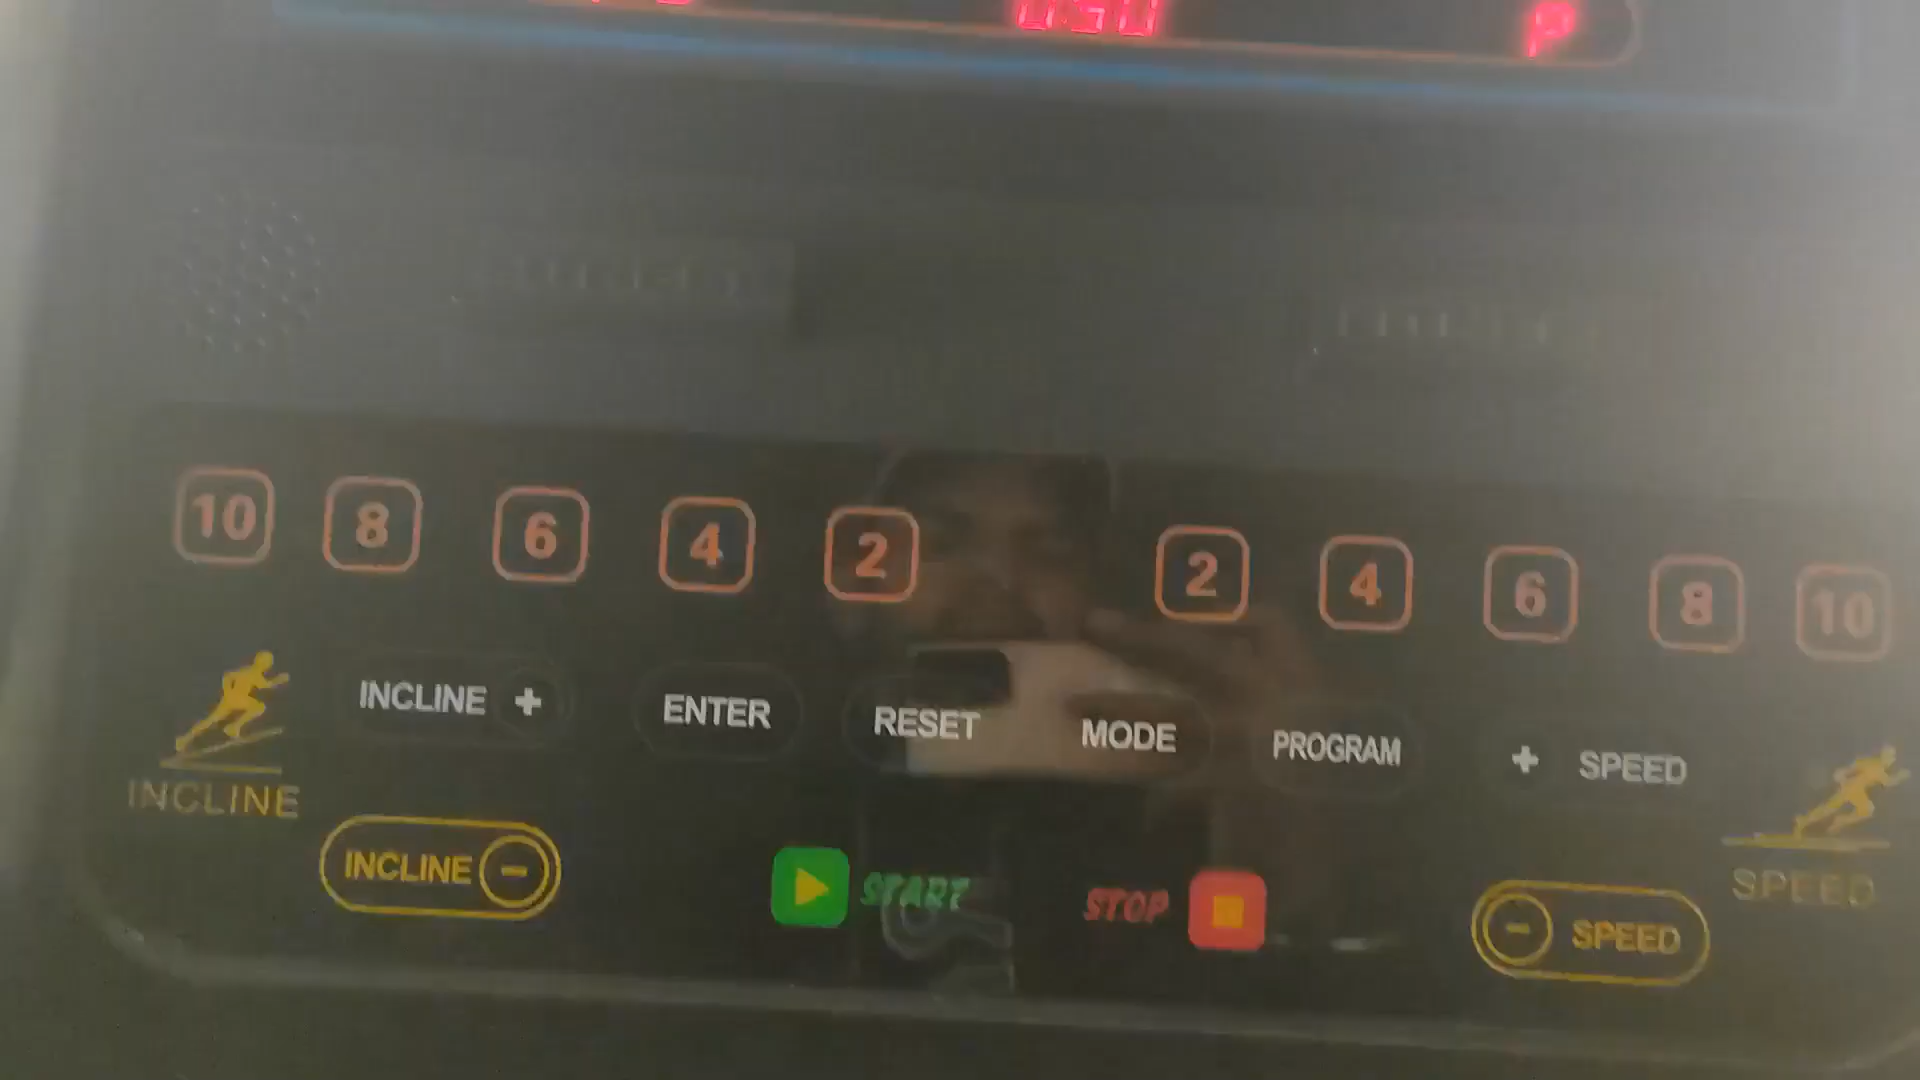 10 8 6 4 2 2 4 6 8 10
INCLINE + ENTER RESET MODE PROGRAM + SPEED
INCLINE
INCLINE - START STOP - SPEED
SPEED